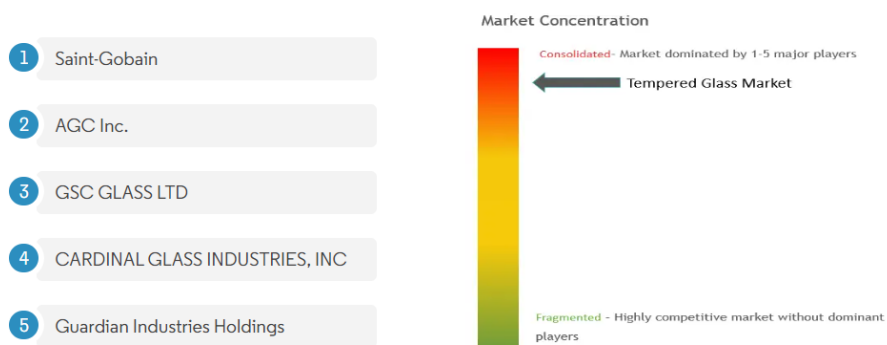 1 Saint-Gobain
2 AGC Inc.
3 GSC GLASS LTD
4 CARDINAL GLASS INDUSTRIES, INC
5 Guardian Industries Holdings
Market Concentration
Consolidated- Market dominated by 1-5 major players
Tempered Glass Market
Fragmented - Highly competitive market without dominant
players